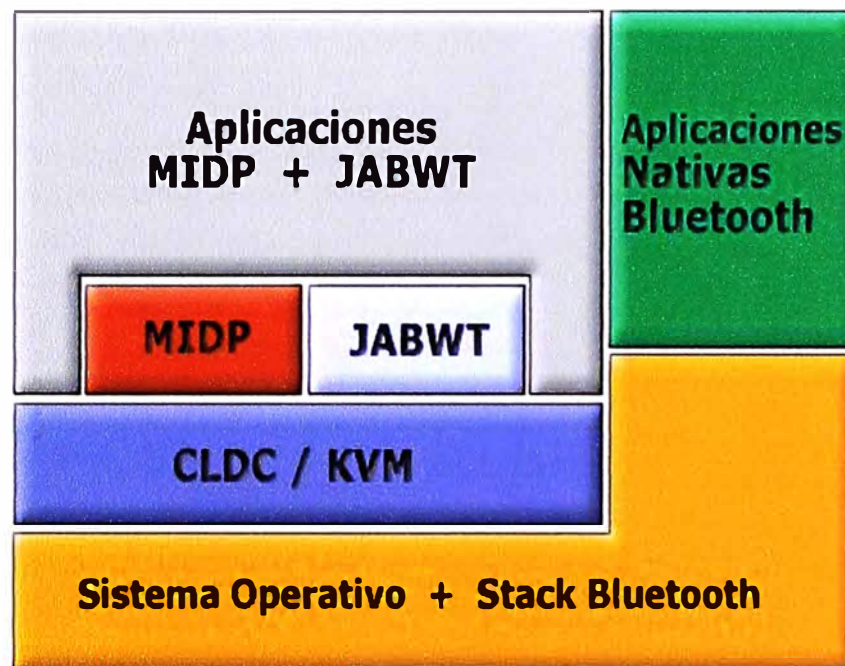 Aplicaciones
MIDP + JABWT
Aplicaciones
Nativas
Bluetooth
MIDP
JABWT
CLDC / KVM
Sistema Operativo + Stack Bluetooth